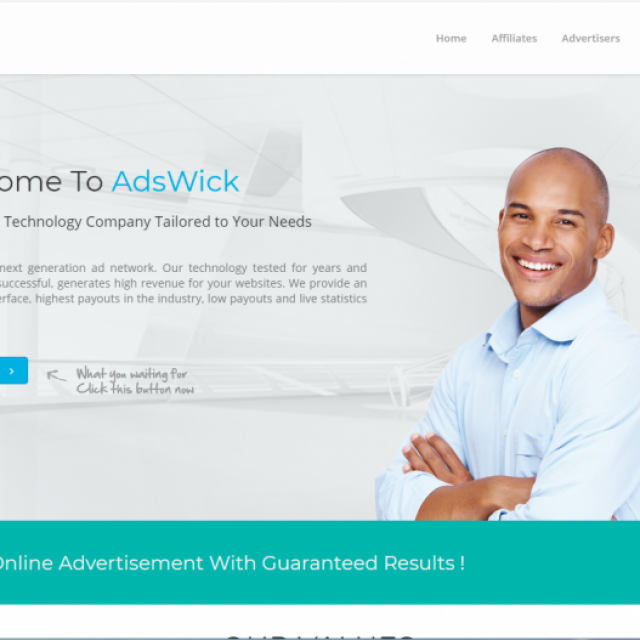 Home Affiliates Advertisers
ome To AdsWick
Technology Company Tailored to Your Needs
next generation ad network. Our technology tested for years and
successful, generates high revenue for your websites. We provide an
erface, highest payouts in the industry, low payouts and live statistics
What you waiting for
Click this button now
Online Advertisement With Guaranteed Results !
OUR VALUES